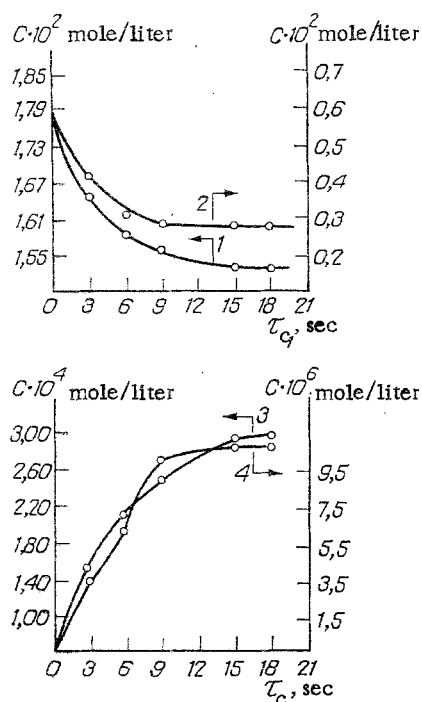 C·10² mole/liter C·10² mole/liter
1,85 0,7
1,79 0,6
1,73 0,5
1,67 0,4
1,61 0,3
1,55 0,2
2
1
0 3 6 9 12 15 18 21
τc, sec
C·10⁴ mole/liter C·10⁶ mole/liter
3,00
2,60 9,5
2,20 7,5
1,80 5,5
1,40 3,5
1,00 1,5
3
4
0 3 6 9 12 15 18 21
τc, sec